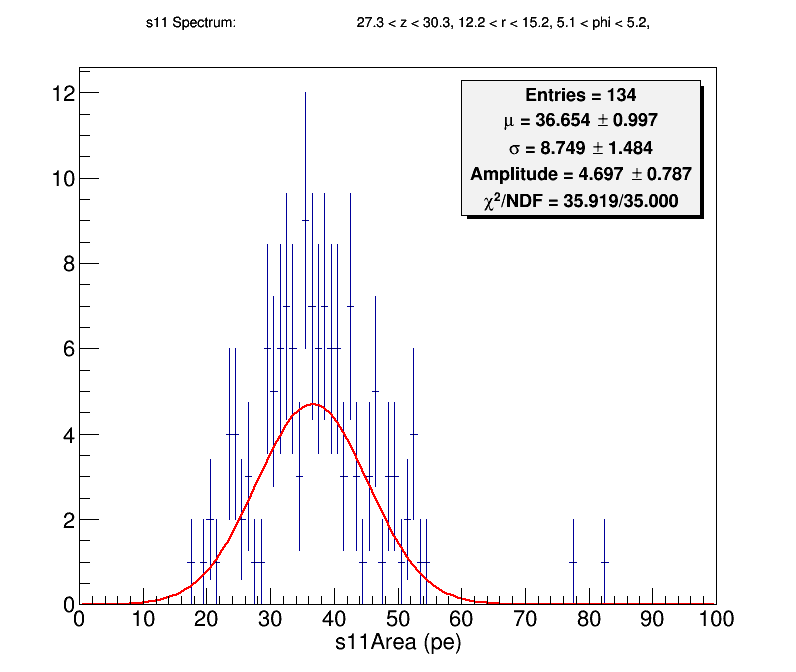 s11 Spectrum: 27.3 < z < 30.3, 12.2 < r < 15.2, 5.1 < phi < 5.2,
Entries = 134
μ = 36.654 ± 0.997
σ = 8.749 ± 1.484
Amplitude = 4.697 ± 0.787
χ²/NDF = 35.919/35.000
12
10
8
6
4
2
0
0 10 20 30 40 50 60 70 80 90 100
s11Area (pe)